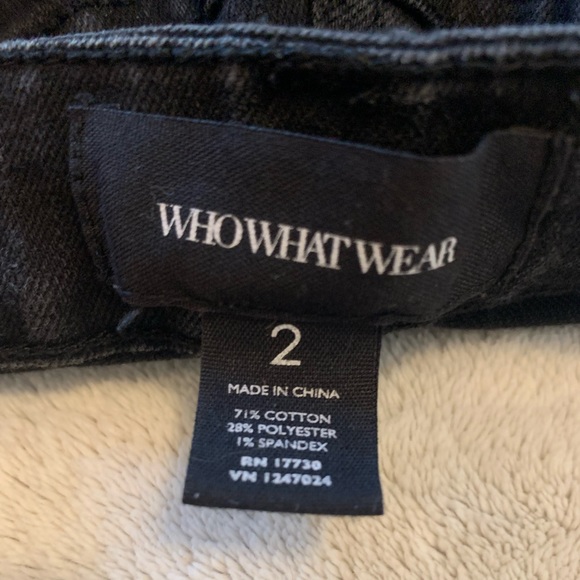 WHO WHAT WEAR
2
MADE IN CHINA
71% COTTON
28% POLYESTER
1% SPANDEX
RN 17730
VN 1247024